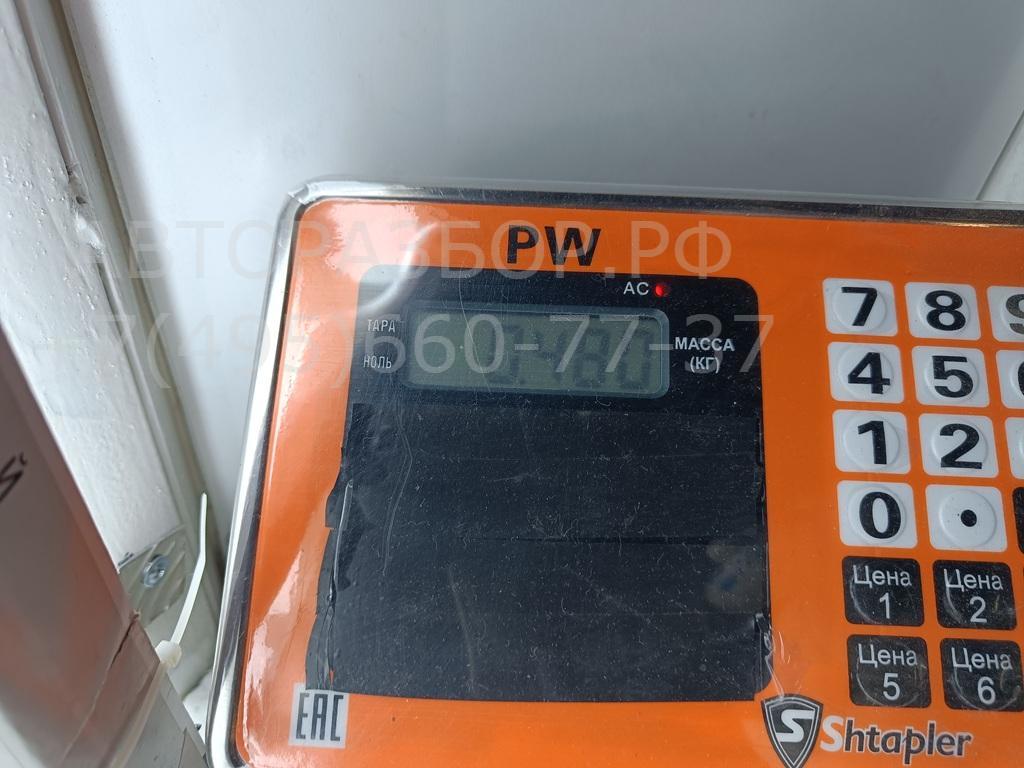 АВТОРАЗБОР.РФ
+7(495)660-77-37
PW
AC
ТАРА
НОЛЬ
МАССА
(КГ)
7 8 9
4 5
1 2
0 .
Цена 1
Цена 2
Цена 5
Цена 6
EAC
S Shtapler